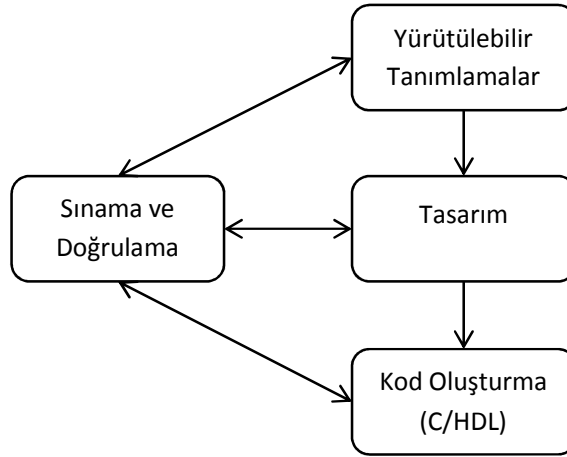 Yürütülebilir
Tanımlamalar
Sınama ve
Doğrulama
Tasarım
Kod Oluşturma
(C/HDL)